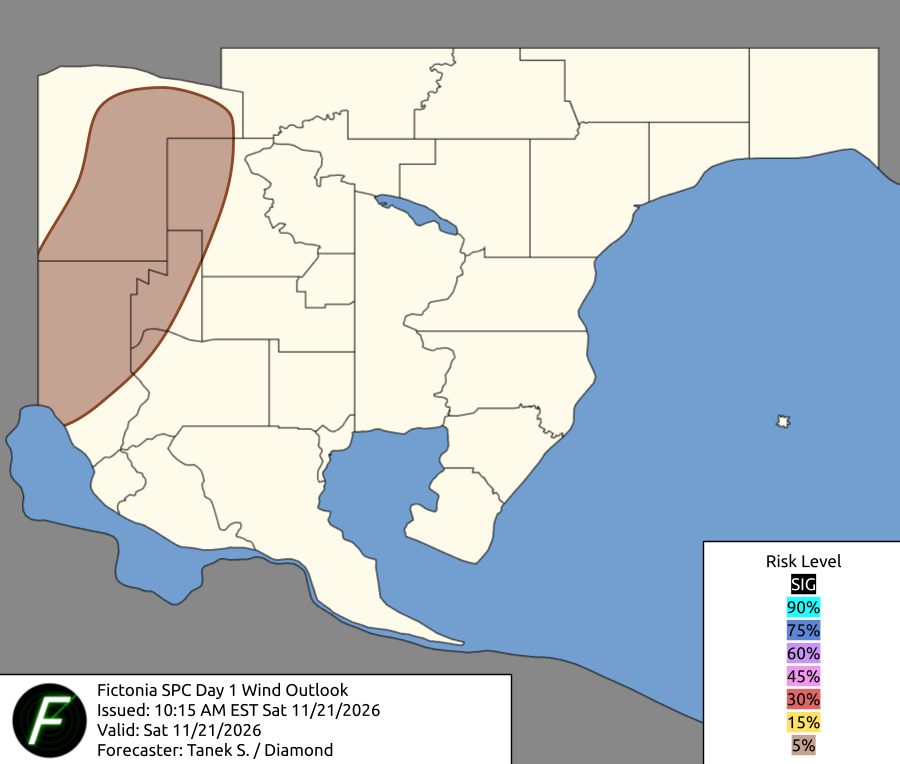 Risk Level
SIG
90%
75%
60%
45%
30%
15%
5%
F
Fictonia SPC Day 1 Wind Outlook
Issued: 10:15 AM EST Sat 11/21/2026
Valid: Sat 11/21/2026
Forecaster: Tanek S. / Diamond